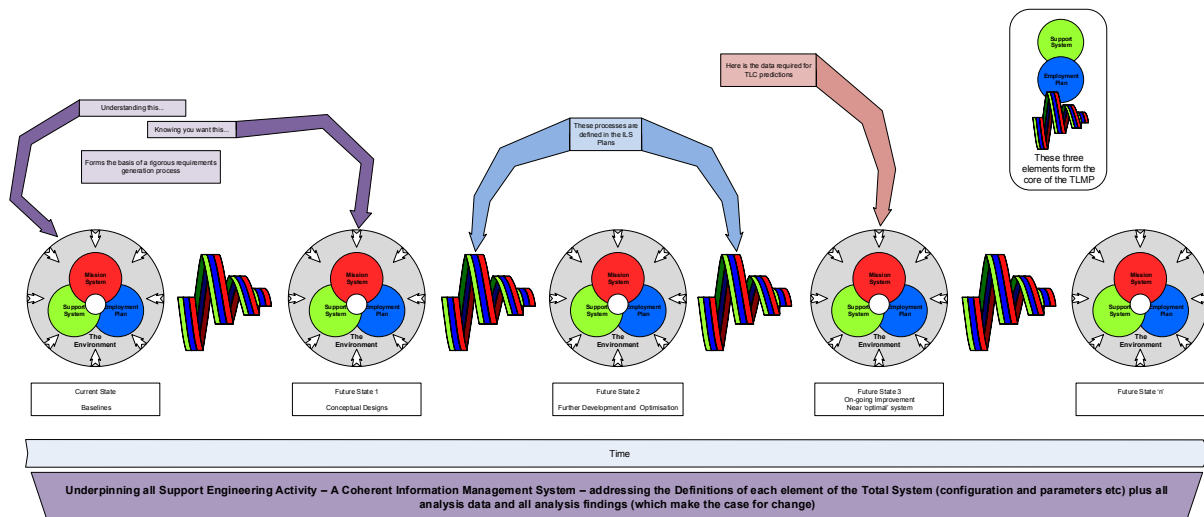 Understanding this...
Knowing you want this...
Forms the basis of a rigorous requirements
generation process
These processes are
defined in the ILS
Plans
Here is the data required for
TLC predictions
Support
System
Employment
Plan
These three
elements form the
core of the TLMP
Mission
System
Support
System
Employment
Plan
The
Environment
Mission
System
Support
System
Employment
Plan
The
Environment
Mission
System
Support
System
Employment
Plan
The
Environment
Mission
System
Support
System
Employment
Plan
The
Environment
Mission
System
Support
System
Employment
Plan
The
Environment
Current State
Baselines
Future State 1
Conceptual Designs
Future State 2
Further Development and Optimisation
Future State 3
On-going Improvement
Near 'optimal' system
Future State 'n'
Time
Underpinning all Support Engineering Activity – A Coherent Information Management System – addressing the Definitions of each element of the Total System (configuration and parameters etc) plus all
analysis data and all analysis findings (which make the case for change)